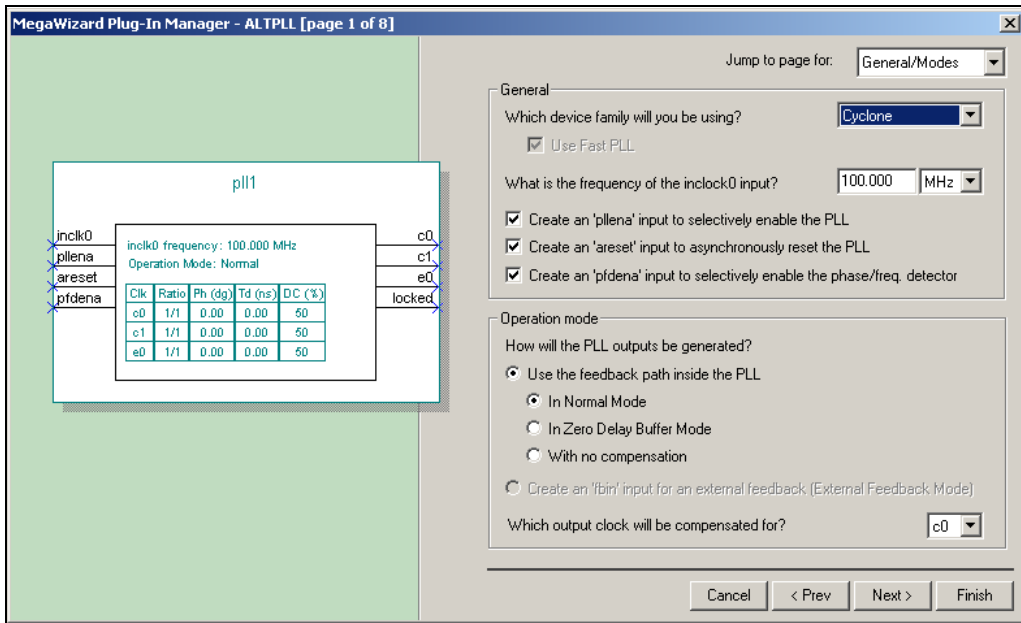 MegaWizard Plug-In Manager - ALTPLL [page 1 of 8]
Jump to page for: General/Modes
General
Which device family will you be using? Cyclone
Use Fast PLL
What is the frequency of the inclock0 input? 100.000 MHz
Create an 'pllena' input to selectively enable the PLL
Create an 'areset' input to asynchronously reset the PLL
Create an 'pfdena' input to selectively enable the phase/freq. detector
Operation mode
How will the PLL outputs be generated?
Use the feedback path inside the PLL
In Normal Mode
In Zero Delay Buffer Mode
With no compensation
Create an 'fbin' input for an external feedback (External Feedback Mode)
Which output clock will be compensated for? c0
Cancel < Prev Next > Finish
pll1
inclk0
pllena
areset
pfdena
inclk0 frequency: 100.000 MHz
Operation Mode: Normal
Clk Ratio Ph (dg) Td (ns) DC (%)
c0 1/1 0.00 0.00 50
c1 1/1 0.00 0.00 50
e0 1/1 0.00 0.00 50
c0
c1
e0
locked